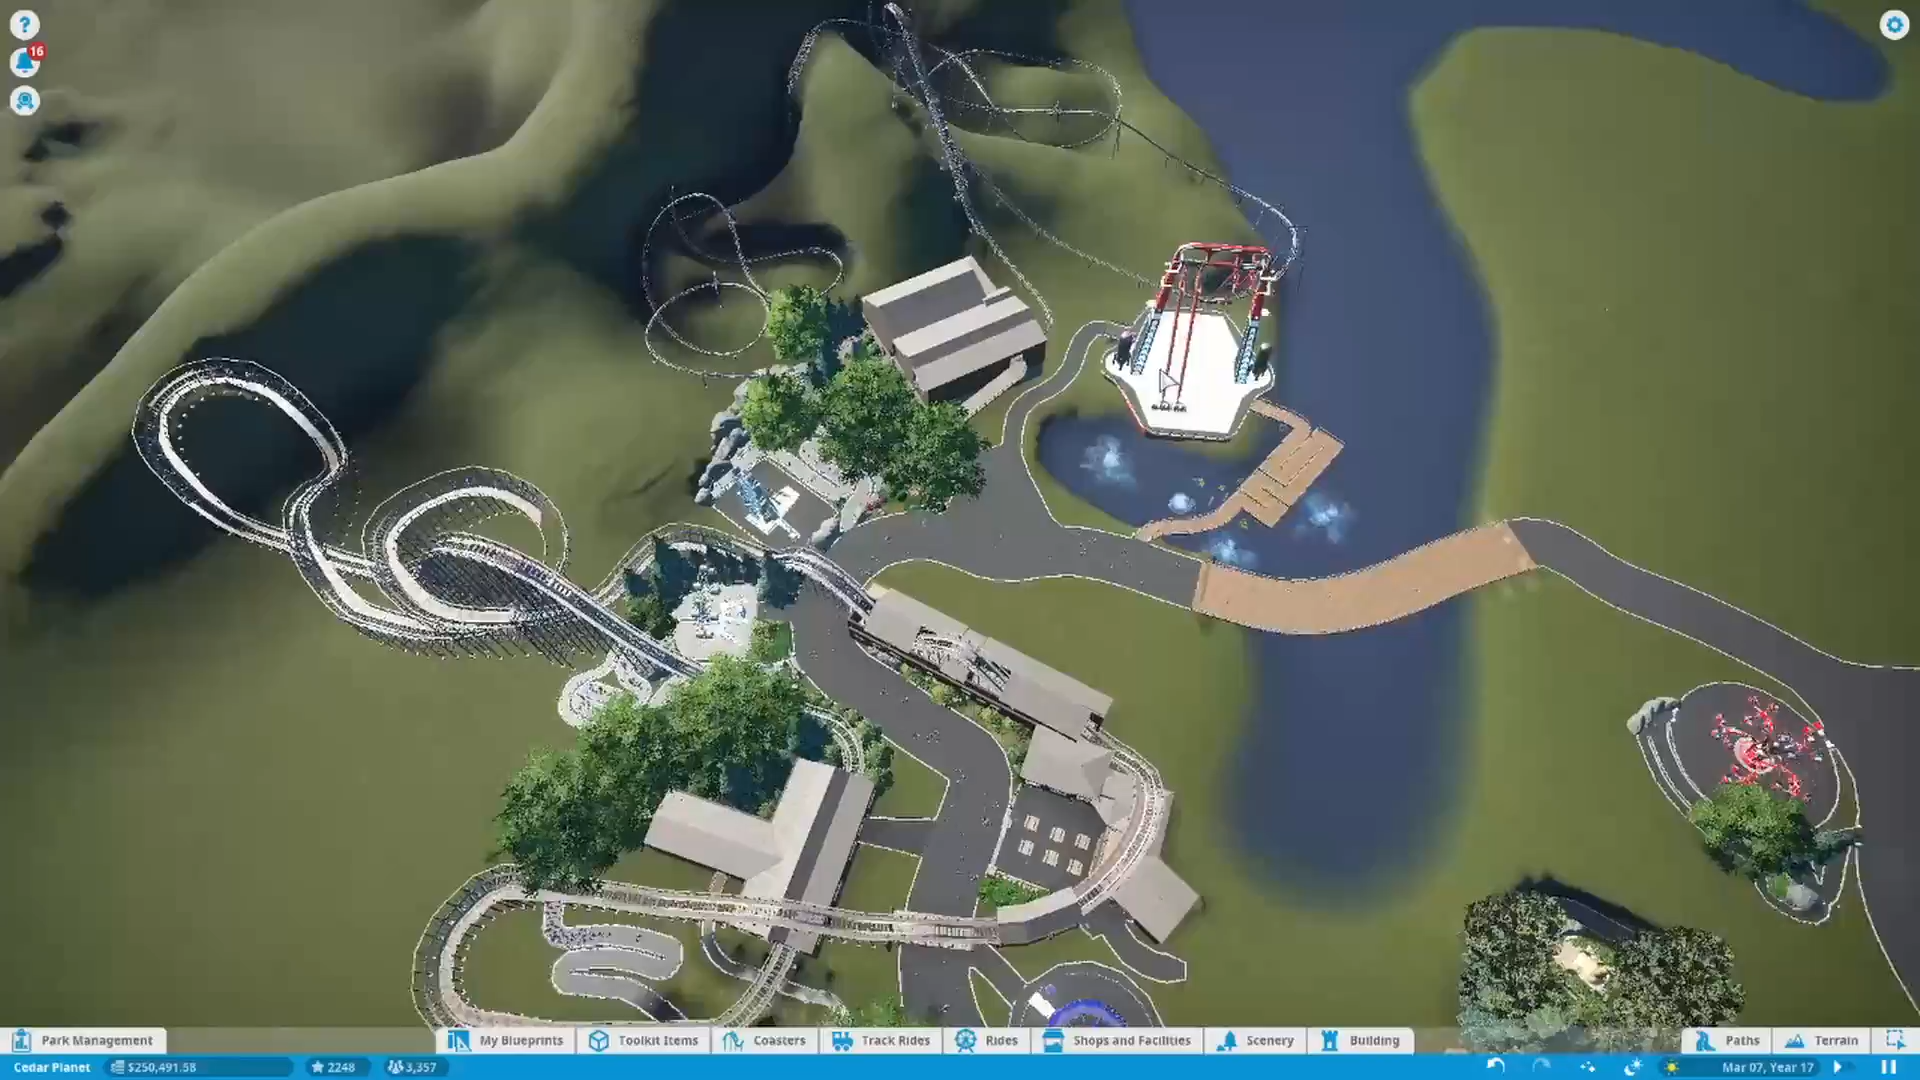 ?
16
Park Management
My Blueprints
Toolkit Items
Coasters
Track Rides
Rides
Shops and Facilities
Scenery
Building
Paths
Terrain
Cedar Planet
$250,491.58
2248
3,357
Mar 07, Year 17